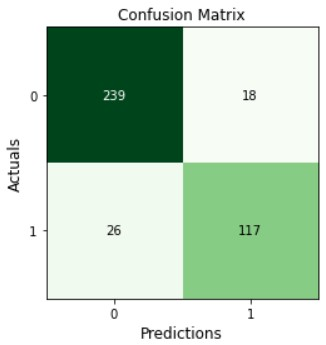 Confusion Matrix
Actuals
0
239
18
1
26
117
0
1
Predictions